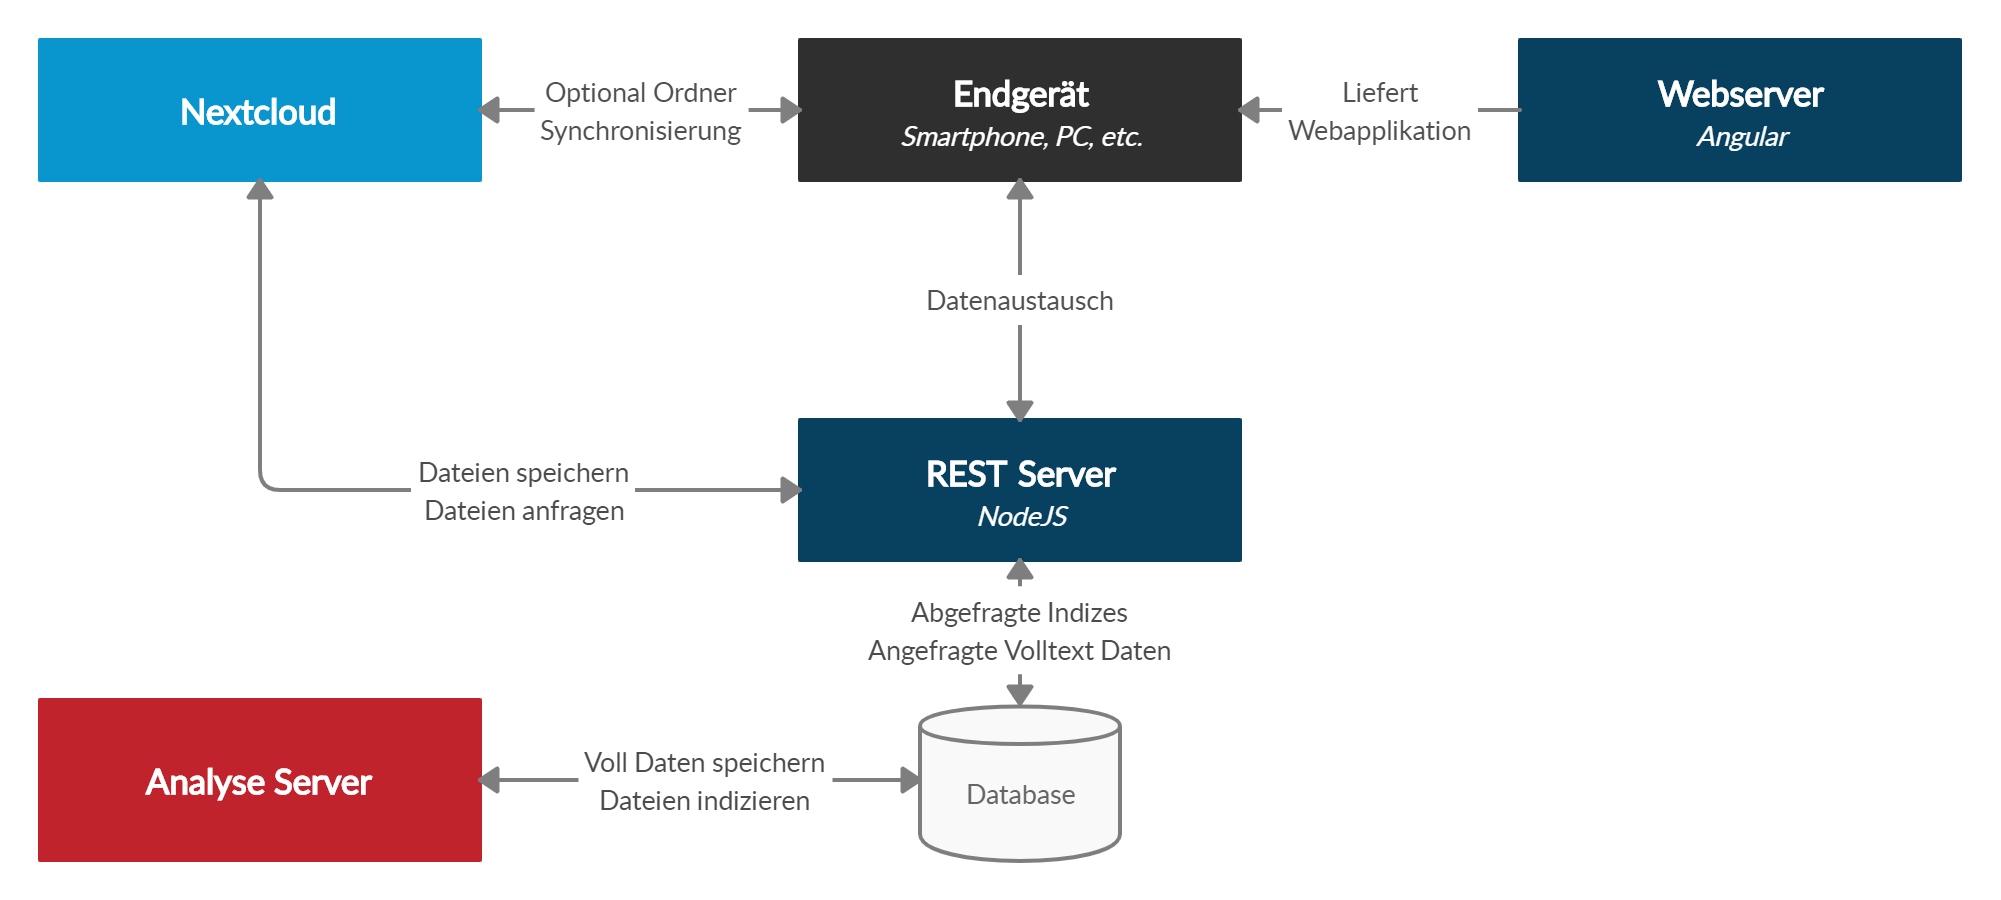 Nextcloud
Optional Ordner
Synchronisierung
Endgerät
Smartphone, PC, etc.
Liefert
Webapplikation
Webserver
Angular
Datenaustausch
Dateien speichern
Dateien anfragen
REST Server
NodeJS
Abgefragte Indizes
Angefragte Volltext Daten
Analyse Server
Voll Daten speichern
Dateien indizieren
Database